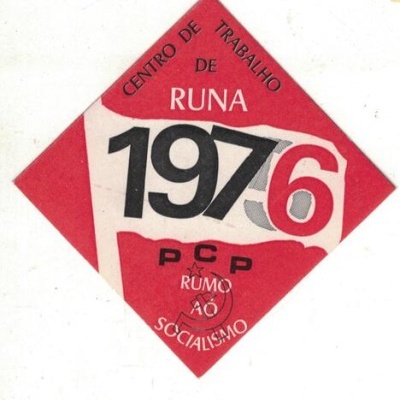 CENTRO DE TRABALHO
DE
RUNA
1976
PCP
RUMO
AO
SOCIALISMO